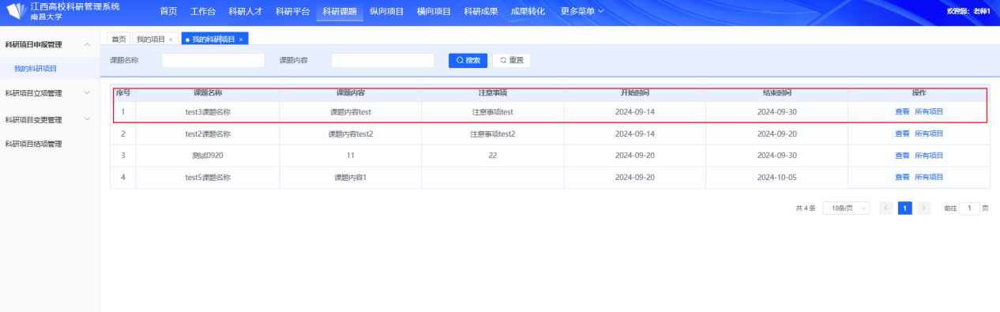 江西高校科研管理系统
南昌大学
首页 工作台 科研人才 科研平台 科研课题 纵向项目 横向项目 科研成果 成果转化 更多菜单
欢迎您：老师1
科研项目申报管理
我的科研项目
科研项目立项管理
科研项目变更管理
科研项目结项管理
首页 我的项目 × 我的科研项目 ×
课题名称 课题内容 搜索 重置
序号 课题名称 课题内容 注意事项 开始时间 结束时间 操作
1 test3课题名称 课题内容test 注意事项test 2024-09-14 2024-09-30 查看 所有项目
2 test2课题名称 课题内容test2 注意事项test2 2024-09-14 2024-09-20 查看 所有项目
3 测试0920 11 22 2024-09-20 2024-09-30 查看 所有项目
4 test5课题名称 课题内容1 2024-09-20 2024-10-05 查看 所有项目
共 4 条 10条/页 < 1 > 前往 1 页